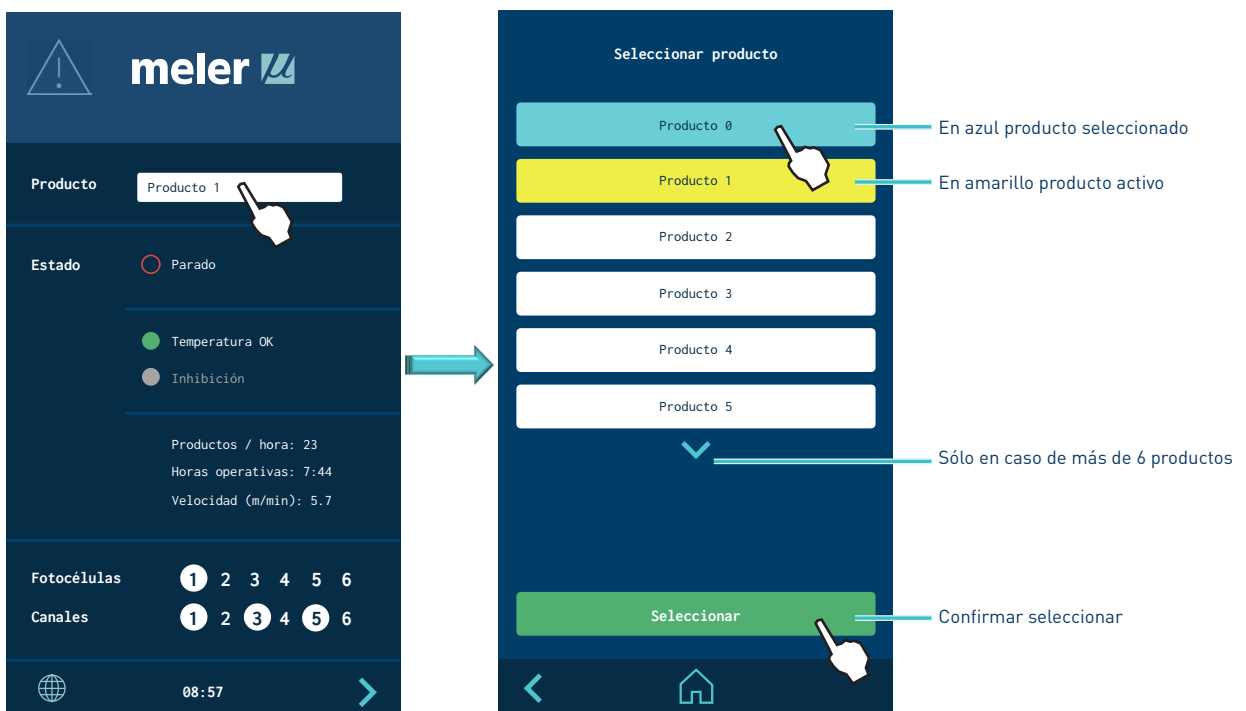 meler µ
Producto
Producto 1
Estado
Parado
Temperatura OK
Inhibición
Productos / hora: 23
Horas operativas: 7:44
Velocidad (m/min): 5.7
Fotocélulas 1 2 3 4 5 6
Canales 1 2 3 4 5 6
08:57
Seleccionar producto
Producto 0
En azul producto seleccionado
Producto 1
En amarillo producto activo
Producto 2
Producto 3
Producto 4
Producto 5
Sólo en caso de más de 6 productos
Seleccionar
Confirmar seleccionar